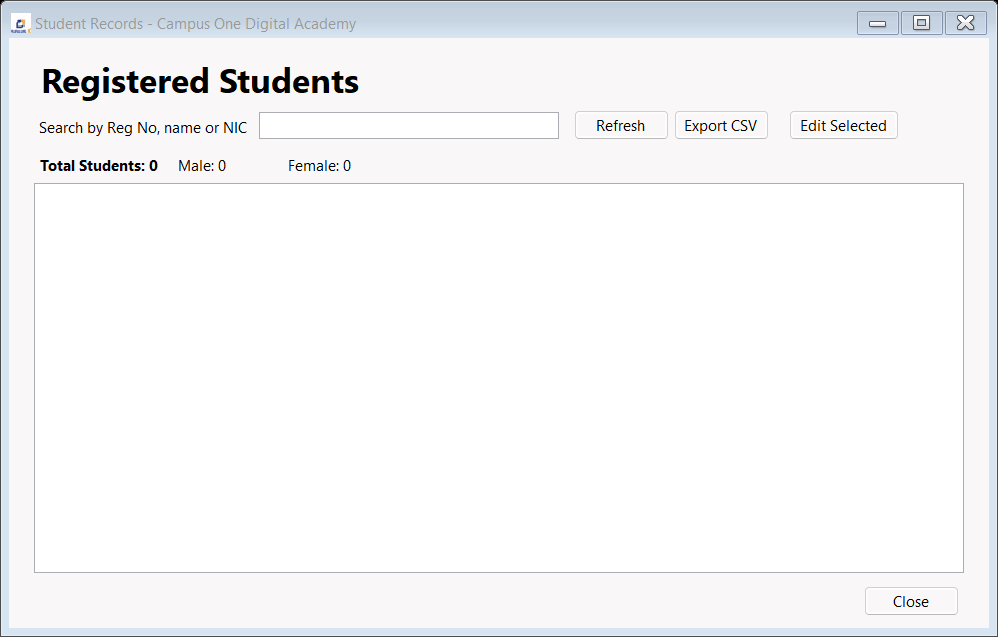 Student Records - Campus One Digital Academy
Registered Students
Search by Reg No, name or NIC Refresh Export CSV Edit Selected
Total Students: 0 Male: 0 Female: 0
Close